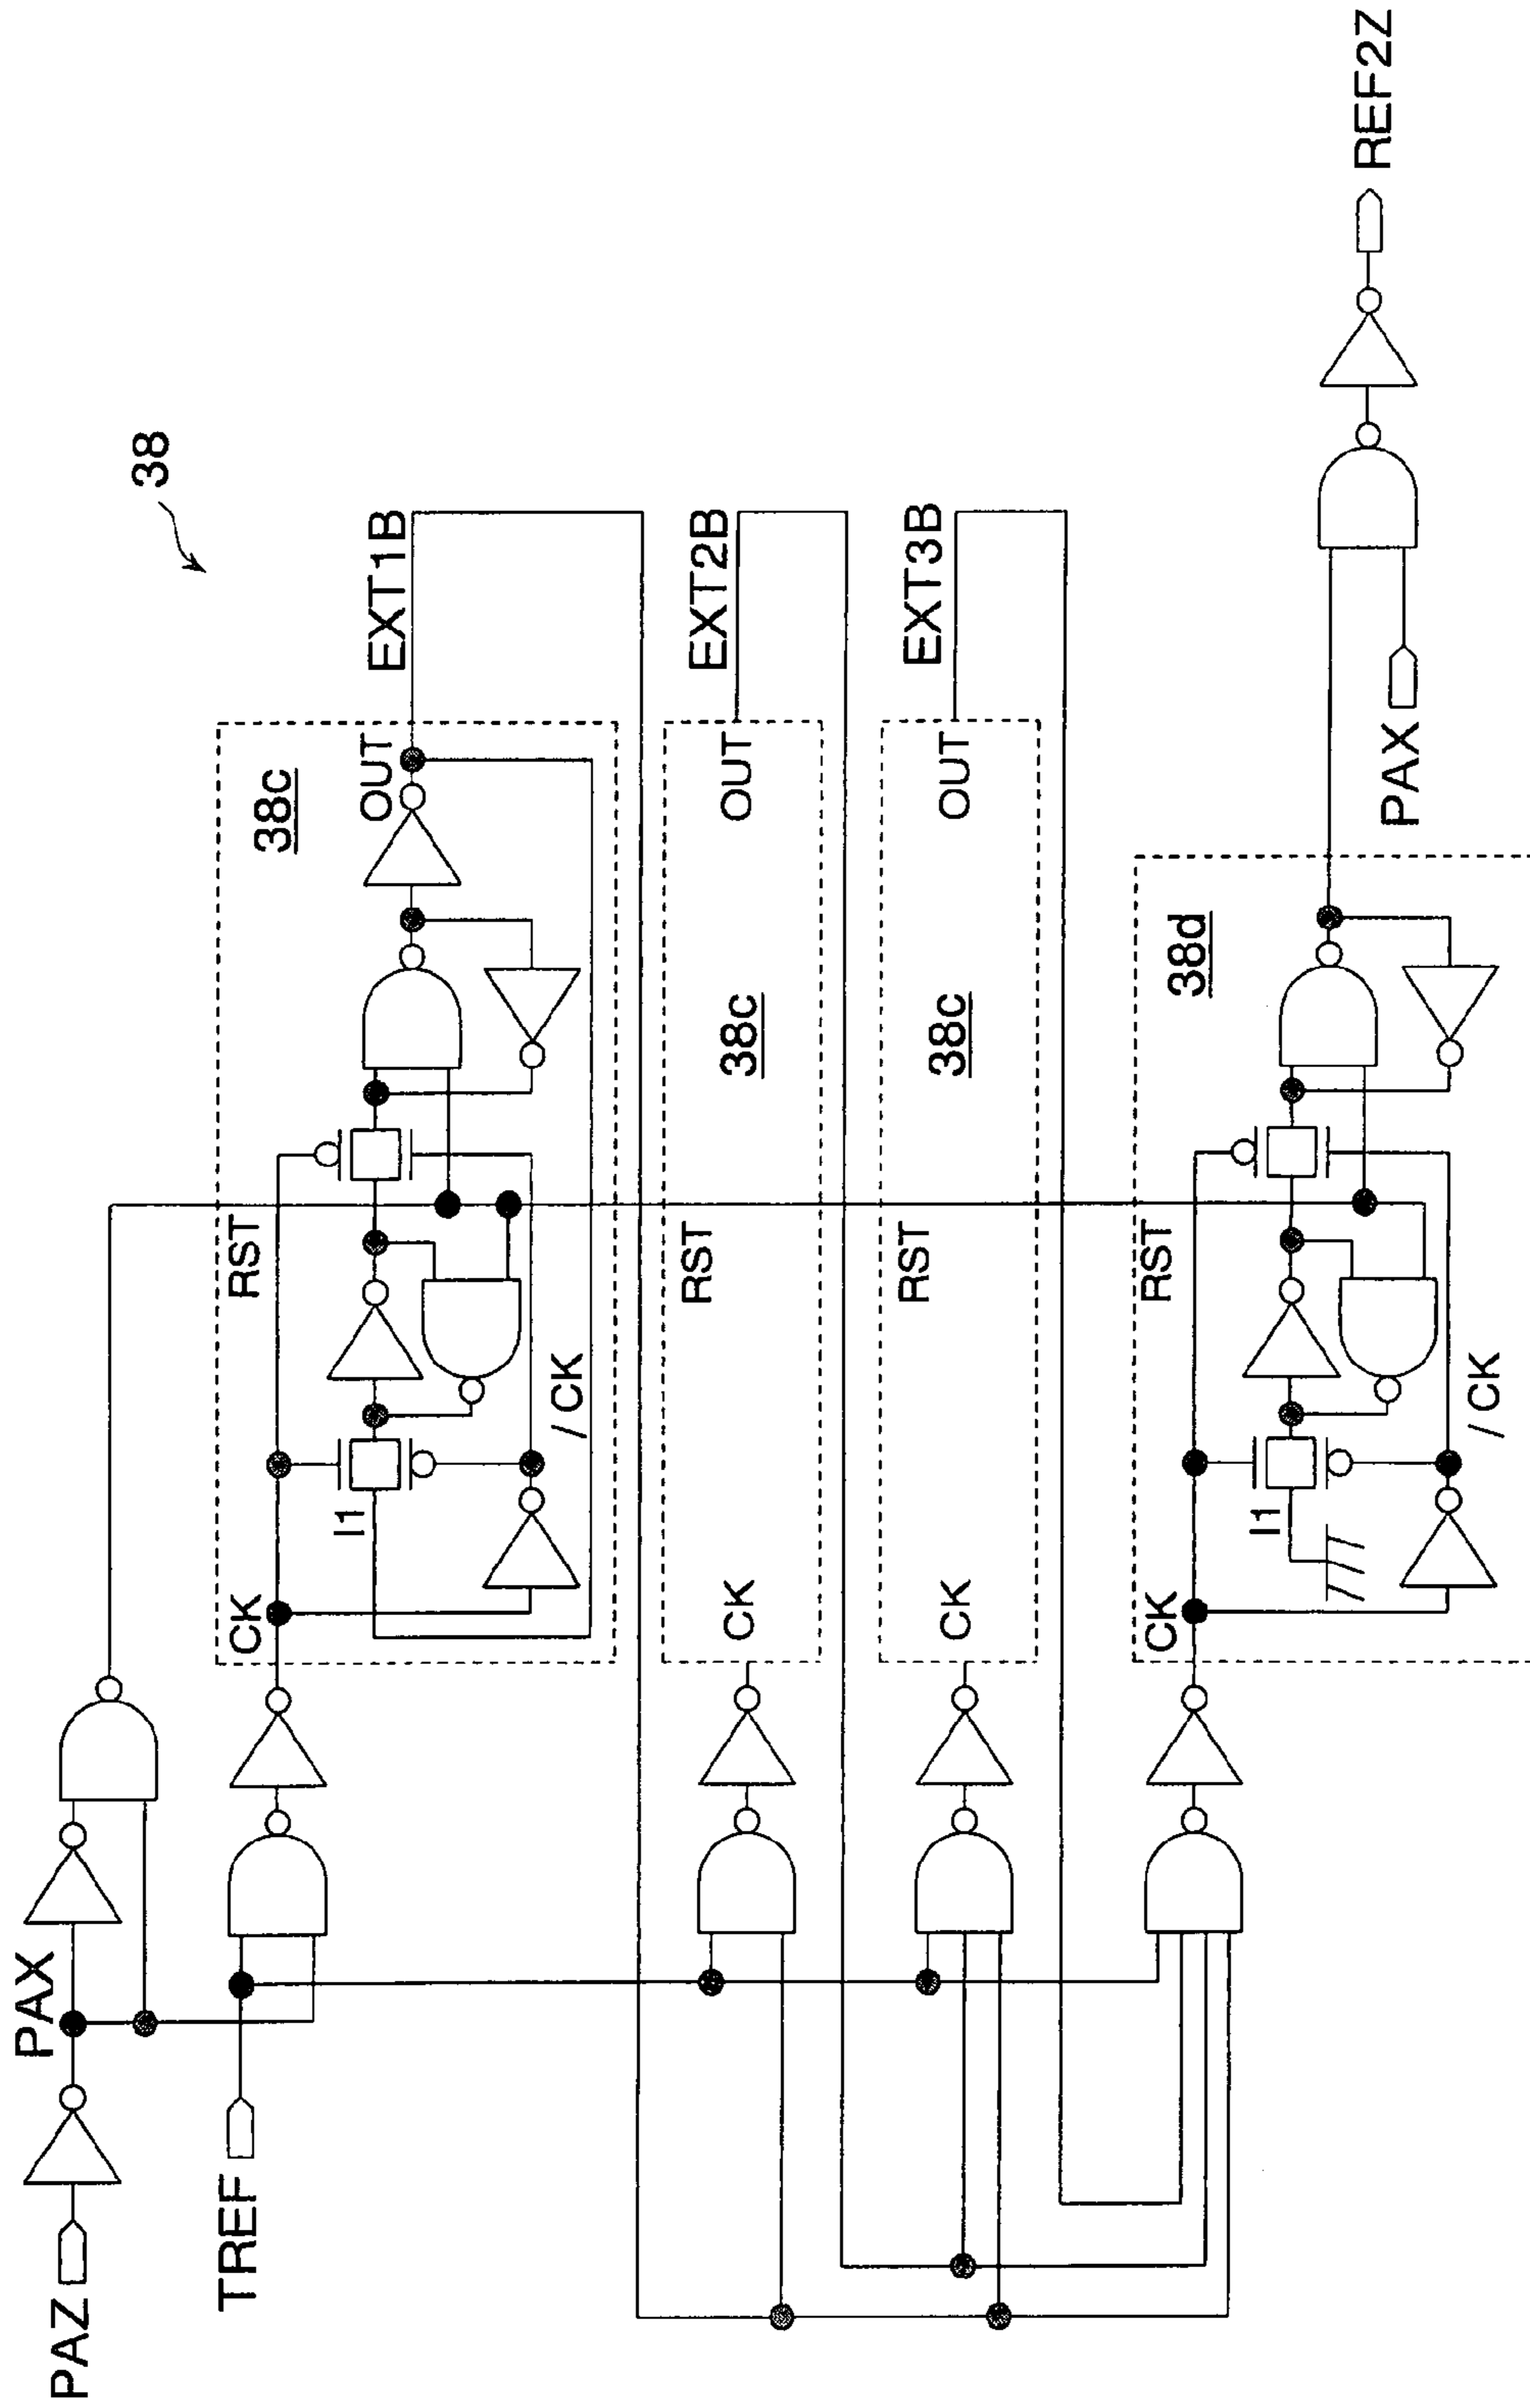 38
PAZ
PAX
TREF
CK
RST
I1
/CK
38c
OUT
EXT1B
CK
RST
38c
OUT
EXT2B
CK
RST
38c
OUT
EXT3B
CK
RST
I1
/CK
38d
PAX
REF2Z